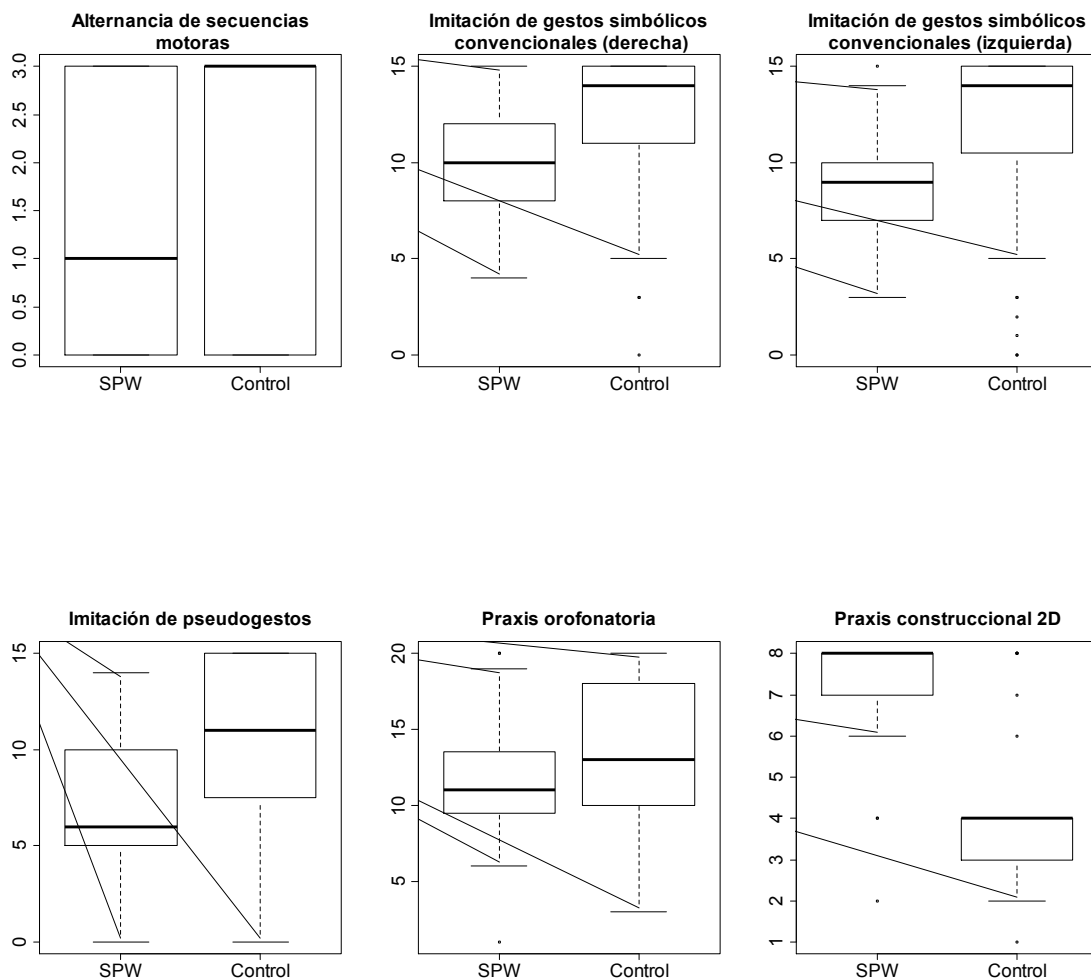 Alternancia de secuencias
motoras
3.0
2.5
2.0
1.5
1.0
0.5
0.0
SPW Control
Imitación de gestos simbólicos
convencionales (derecha)
15
10
5
0
SPW Control
Imitación de gestos simbólicos
convencionales (izquierda)
15
10
5
0
SPW Control
Imitación de pseudogestos
15
10
5
0
SPW Control
Praxis orofonatoria
20
15
10
5
SPW Control
Praxis construccional 2D
8
7
6
5
4
3
2
1
SPW Control